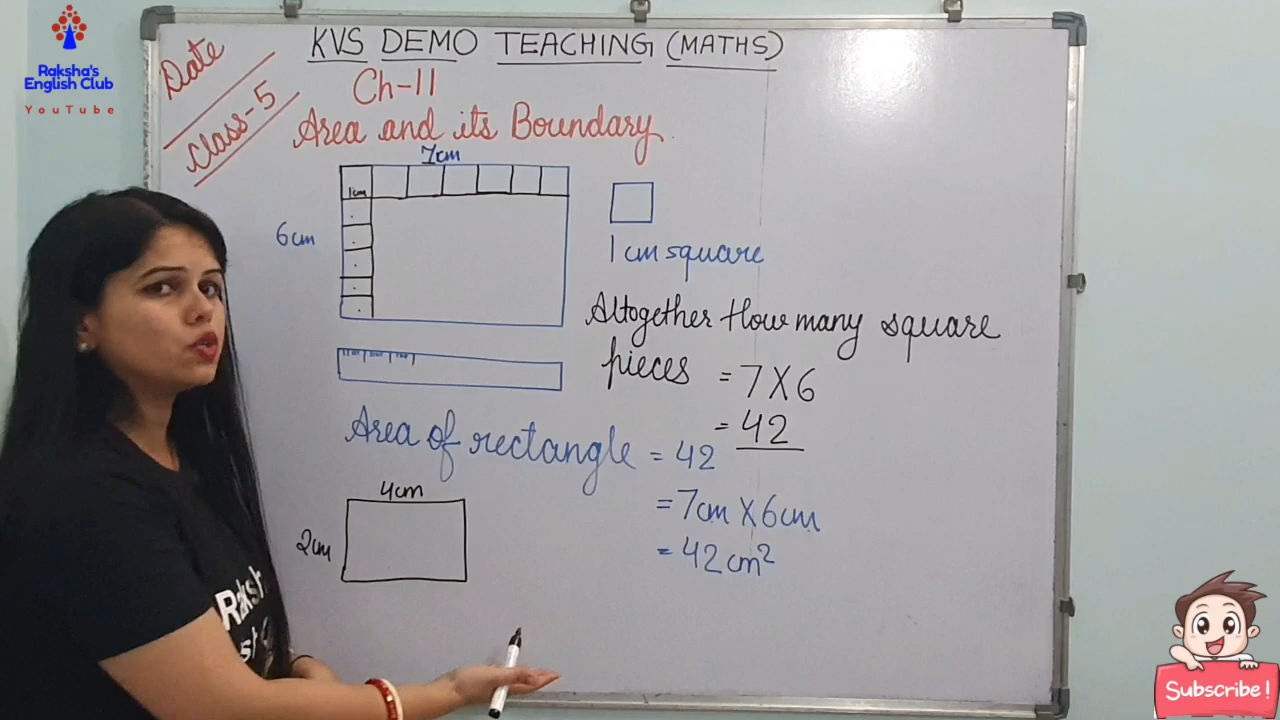 Raksha's
English Club
YouTube
Date
Class-5
KVS DEMO TEACHING (MATHS)
Ch-11
Area and its Boundary
7cm
1cm
6cm
1 cm square
Altogether How many square
pieces = 7 X 6
= 42
Area of rectangle = 42
= 7cm X 6cm
= 42 cm²
4cm
2cm
Subscribe!